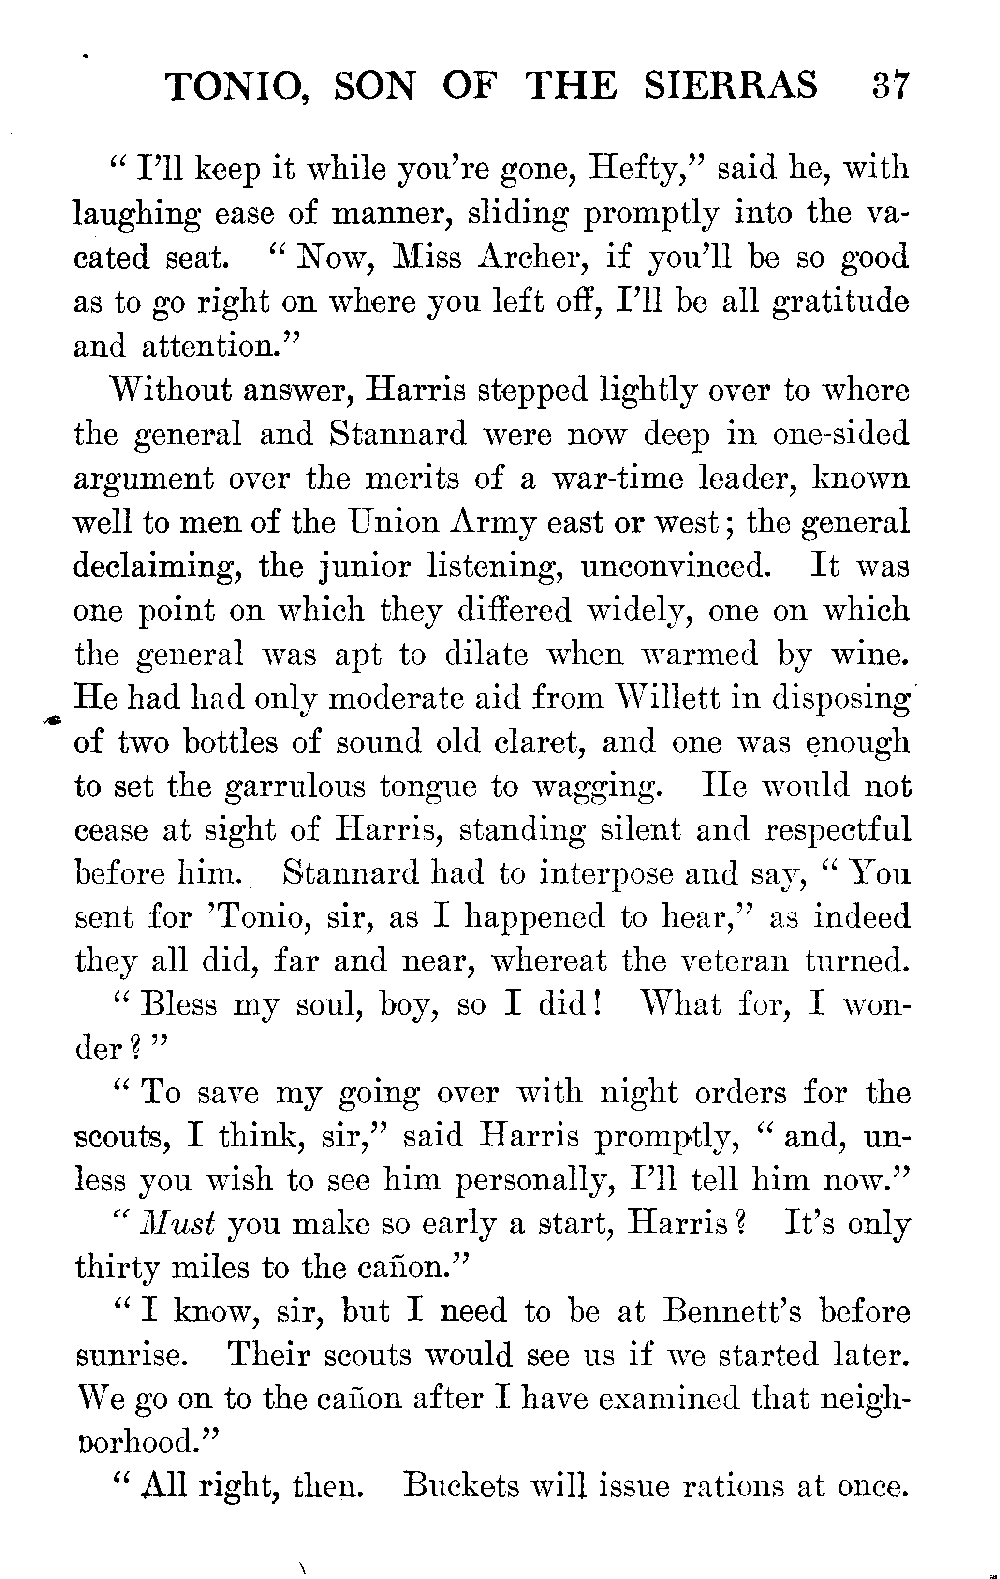 TONIO, SON OF THE SIERRAS 37
“ I’ll keep it while you’re gone, Hefty,” said he, with
laughing ease of manner, sliding promptly into the va-
cated seat. “ Now, Miss Archer, if you’ll be so good
as to go right on where you left off, I’ll be all gratitude
and attention.”
Without answer, Harris stepped lightly over to where
the general and Stannard were now deep in one-sided
argument over the merits of a war-time leader, known
well to men of the Union Army east or west; the general
declaiming, the junior listening, unconvinced. It was
one point on which they differed widely, one on which
the general was apt to dilate when warmed by wine.
He had had only moderate aid from Willett in disposing
of two bottles of sound old claret, and one was enough
to set the garrulous tongue to wagging. He would not
cease at sight of Harris, standing silent and respectful
before him. Stannard had to interpose and say, “ You
sent for ’Tonio, sir, as I happened to hear,” as indeed
they all did, far and near, whereat the veteran turned.
“ Bless my soul, boy, so I did! What for, I won-
der? ”
“ To save my going over with night orders for the
scouts, I think, sir,” said Harris promptly, “ and, un-
less you wish to see him personally, I’ll tell him now.”
“ Must you make so early a start, Harris? It’s only
thirty miles to the cañon.”
“ I know, sir, but I need to be at Bennett’s before
sunrise. Their scouts would see us if we started later.
We go on to the cañon after I have examined that neigh-
borhood.”
“ All right, then. Buckets will issue rations at once.